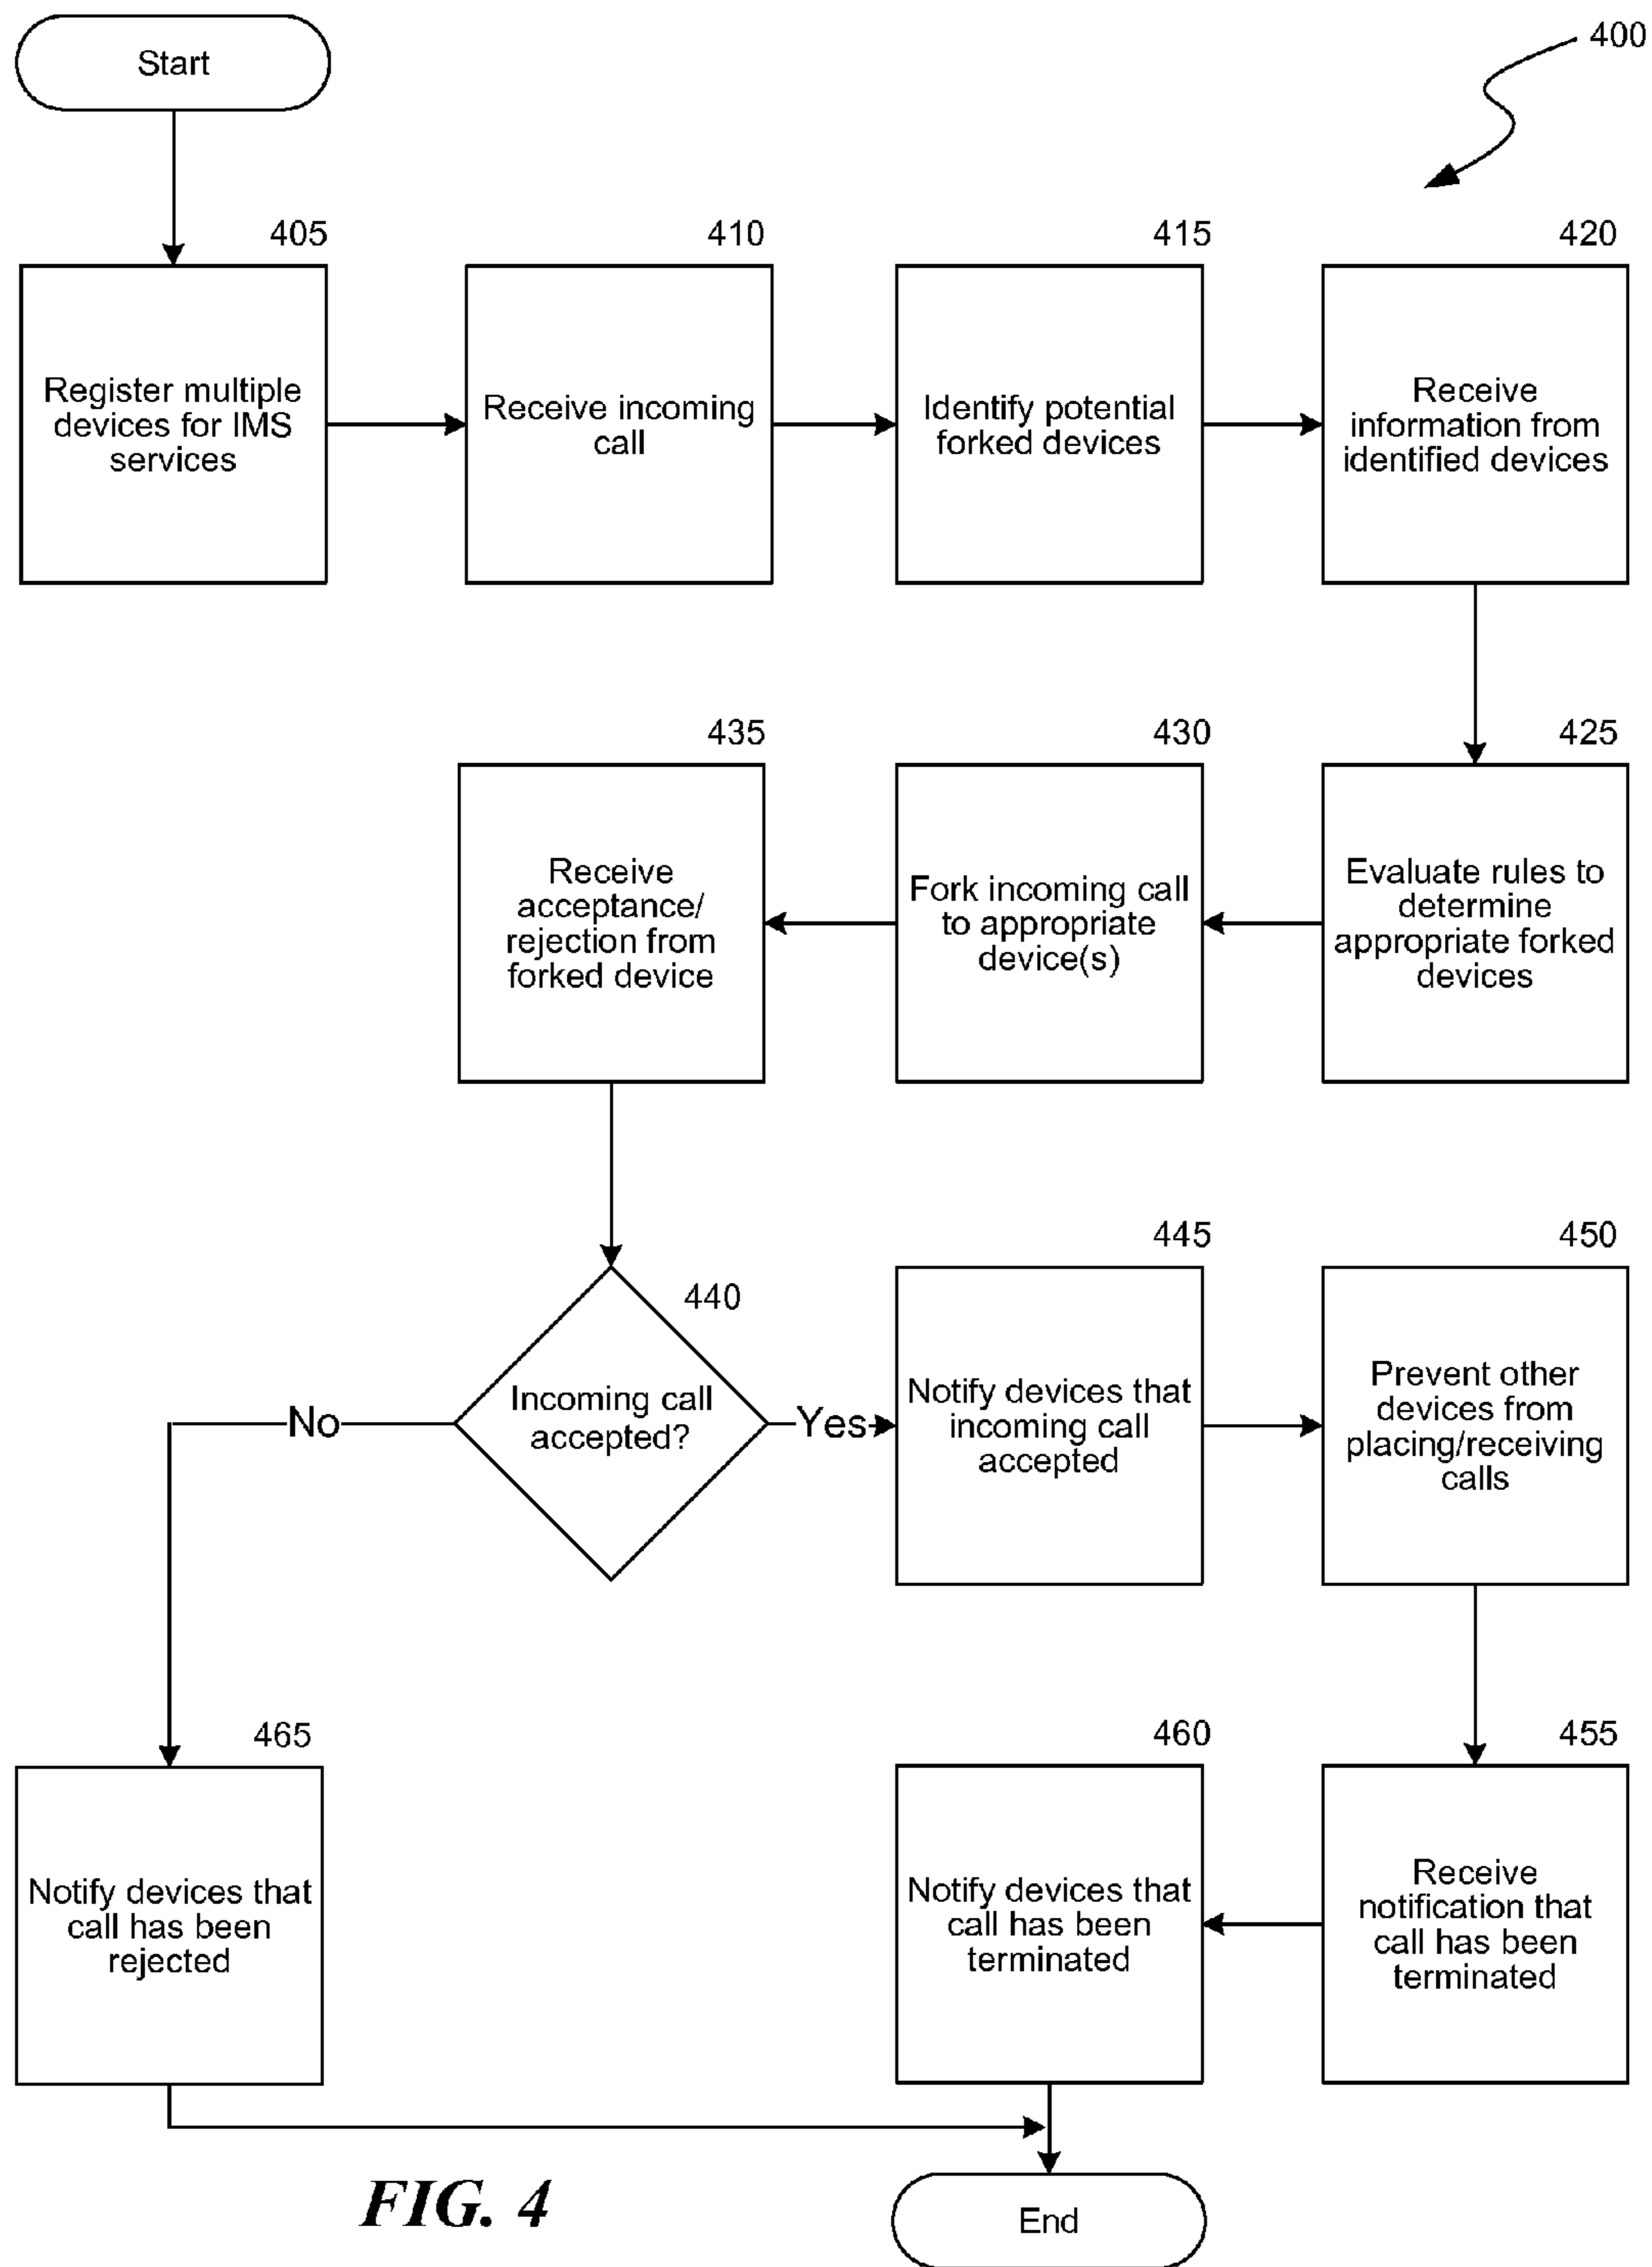 Start
400
405
410
415
420
Register multiple
devices for IMS
services
Receive incoming
call
Identify potential
forked devices
Receive
information from
identified devices
435
430
425
Receive
acceptance/
rejection from
forked device
Fork incoming call
to appropriate
device(s)
Evaluate rules to
determine
appropriate forked
devices
440
445
450
Incoming call
accepted?
No
Yes
Notify devices that
incoming call
accepted
Prevent other
devices from
placing/receiving
calls
465
460
455
Notify devices that
call has been
rejected
Notify devices that
call has been
terminated
Receive
notification that
call has been
terminated
FIG. 4
End